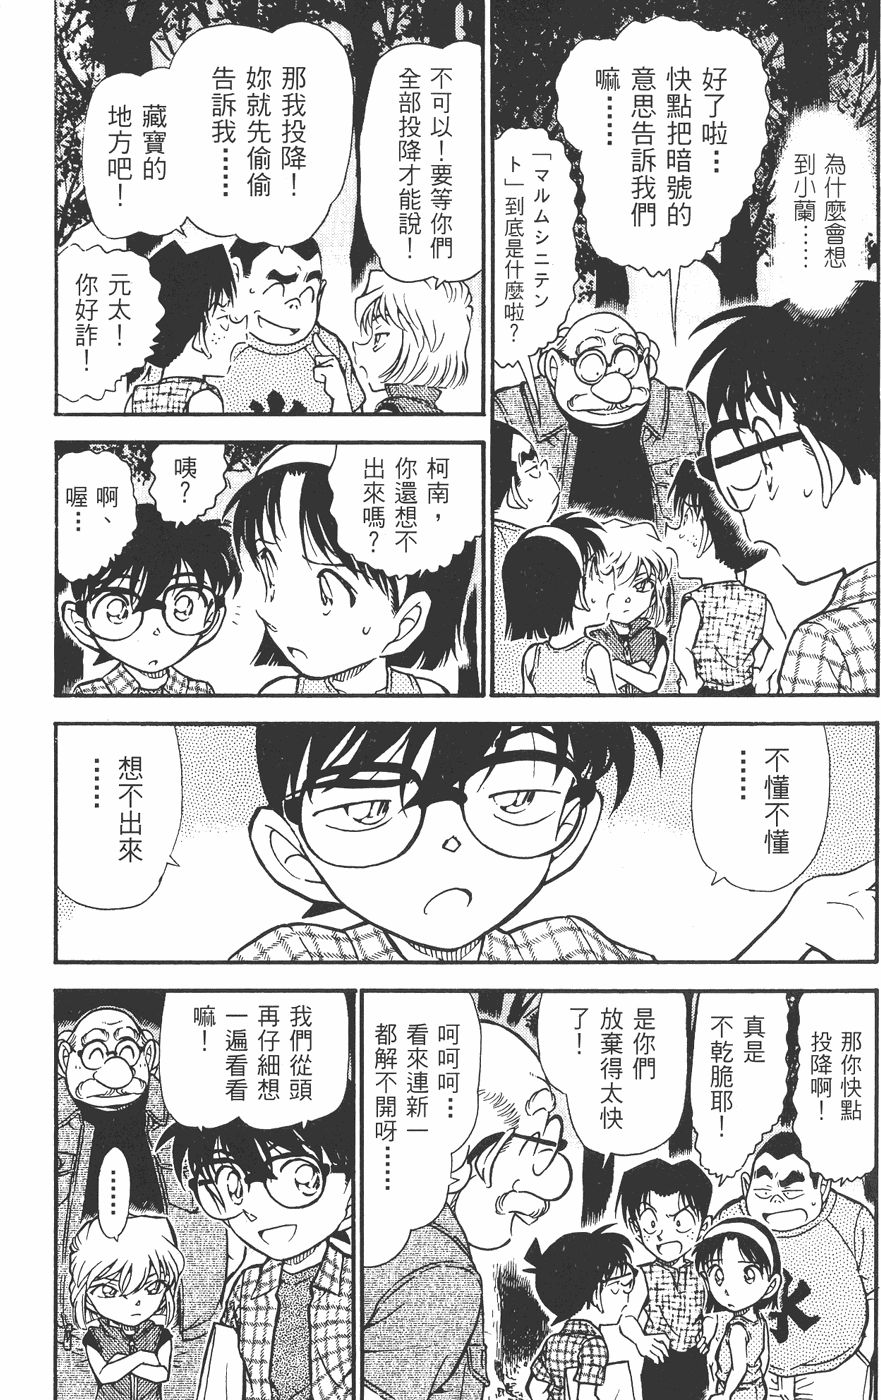 為什麼會想
到小蘭……
好了啦…
快點把暗號的
意思告訴我們
嘛……
「マルムシニテン
ト」到底是什麼啦？
不可以！要等你們
全部投降才能說！
那我投降！
妳就先偷偷
告訴我……
藏寶的
地方吧！
元太！
你好詐！
柯南，
你還想不
出來嗎？
咦？
啊、
喔…
不懂不懂
……
想不出來
……
那你快點
投降啊！
真是
不乾脆耶！
是你們
放棄得太快
了！
呵呵呵…
看來連新一
都解不開呀……
我們從頭
再仔細想
一遍看看
嘛！
……
水